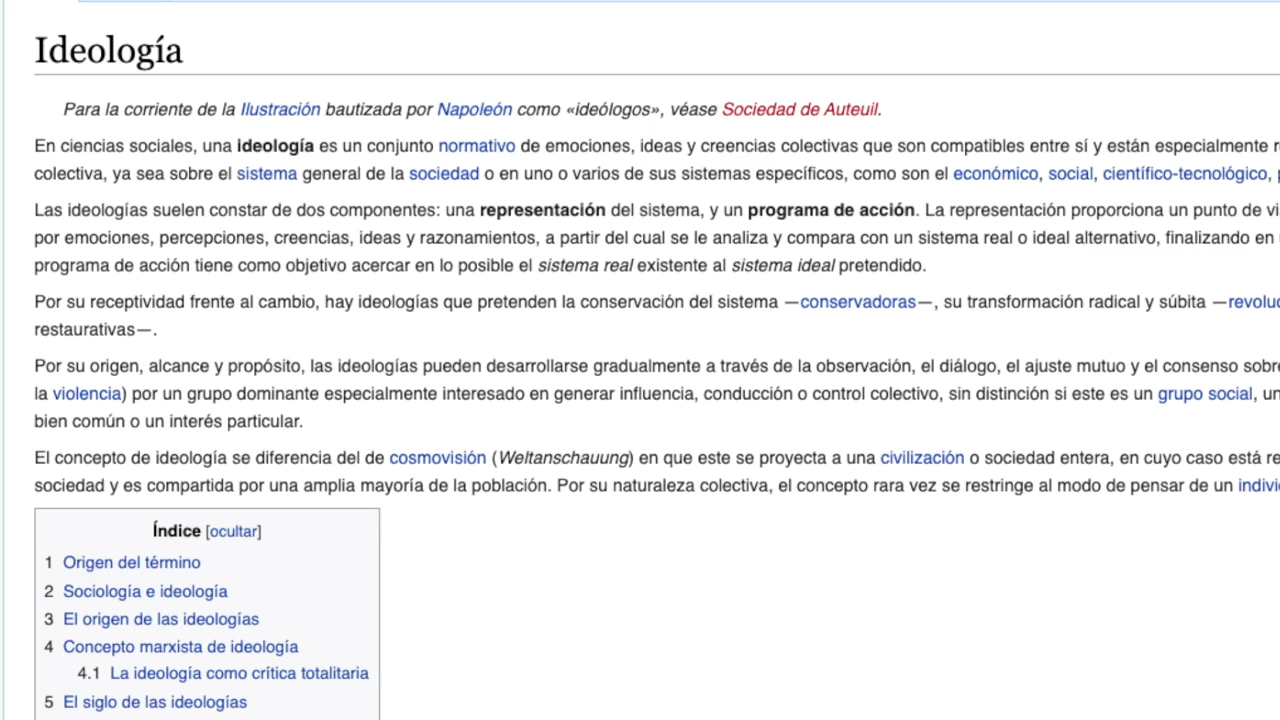 Ideología
Para la corriente de la Ilustración bautizada por Napoleón como «ideólogos», véase Sociedad de Auteuil.
En ciencias sociales, una ideología es un conjunto normativo de emociones, ideas y creencias colectivas que son compatibles entre sí y están especialmente
colectiva, ya sea sobre el sistema general de la sociedad o en uno o varios de sus sistemas específicos, como son el económico, social, científico-tecnológico,
Las ideologías suelen constar de dos componentes: una representación del sistema, y un programa de acción. La representación proporciona un punto de
por emociones, percepciones, creencias, ideas y razonamientos, a partir del cual se le analiza y compara con un sistema real o ideal alternativo, finalizando en
programa de acción tiene como objetivo acercar en lo posible el sistema real existente al sistema ideal pretendido.
Por su receptividad frente al cambio, hay ideologías que pretenden la conservación del sistema —conservadoras—, su transformación radical y súbita —
restaurativas—.
Por su origen, alcance y propósito, las ideologías pueden desarrollarse gradualmente a través de la observación, el diálogo, el ajuste mutuo y el consenso
la violencia) por un grupo dominante especialmente interesado en generar influencia, conducción o control colectivo, sin distinción si este es un grupo social,
bien común o un interés particular.
El concepto de ideología se diferencia del de cosmovisión (Weltanschauung) en que este se proyecta a una civilización o sociedad entera, en cuyo caso está
sociedad y es compartida por una amplia mayoría de la población. Por su naturaleza colectiva, el concepto rara vez se restringe al modo de pensar de un
Índice [ocultar]
1 Origen del término
2 Sociología e ideología
3 El origen de las ideologías
4 Concepto marxista de ideología
4.1 La ideología como crítica totalitaria
5 El siglo de las ideologías